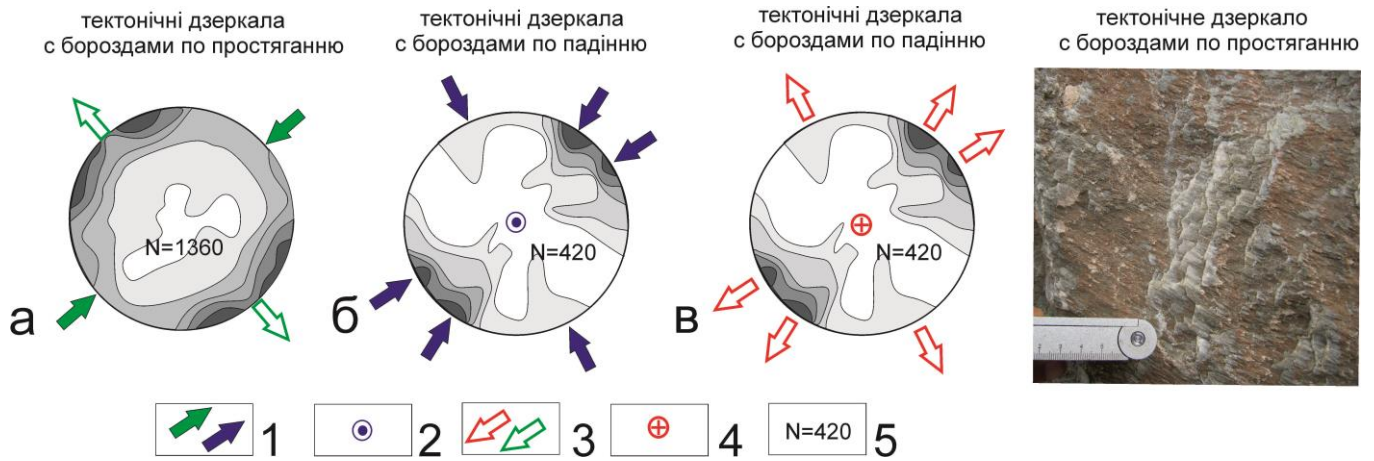 тектонічні дзеркала
с бороздами по простяганню
тектонічні дзеркала
с бороздами по падінню
тектонічні дзеркала
с бороздами по падінню
тектонічне дзеркало
с бороздами по простяганню
N=1360
N=420
N=420
а
б
в
1
2
3
4
N=420
5